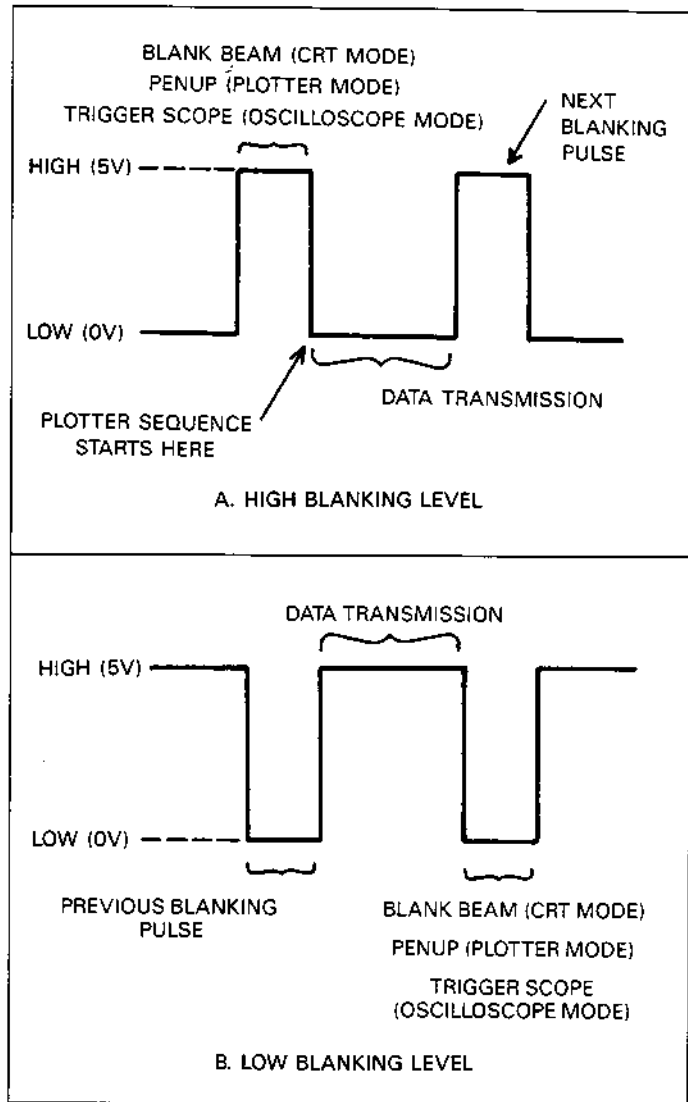 BLANK BEAM (CRT MODE)
PENUP (PLOTTER MODE)
TRIGGER SCOPE (OSCILLOSCOPE MODE)
NEXT
BLANKING
PULSE
HIGH (5V)
LOW (0V)
PLOTTER SEQUENCE
STARTS HERE
DATA TRANSMISSION
A. HIGH BLANKING LEVEL
DATA TRANSMISSION
HIGH (5V)
LOW (0V)
PREVIOUS BLANKING
PULSE
BLANK BEAM (CRT MODE)
PENUP (PLOTTER MODE)
TRIGGER SCOPE
(OSCILLOSCOPE MODE)
B. LOW BLANKING LEVEL